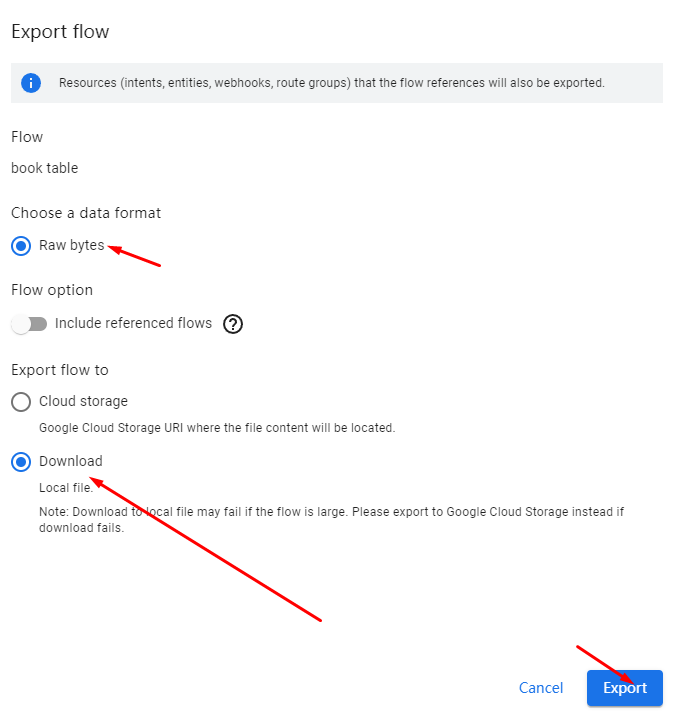 Export flow
Resources (intents, entities, webhooks, route groups) that the flow references will also be exported.
Flow
book table
Choose a data format
Raw bytes
Flow option
Include referenced flows
Export flow to
Cloud storage
Google Cloud Storage URI where the file content will be located.
Download
Local file.
Note: Download to local file may fail if the flow is large. Please export to Google Cloud Storage instead if
download fails.
Cancel
Export